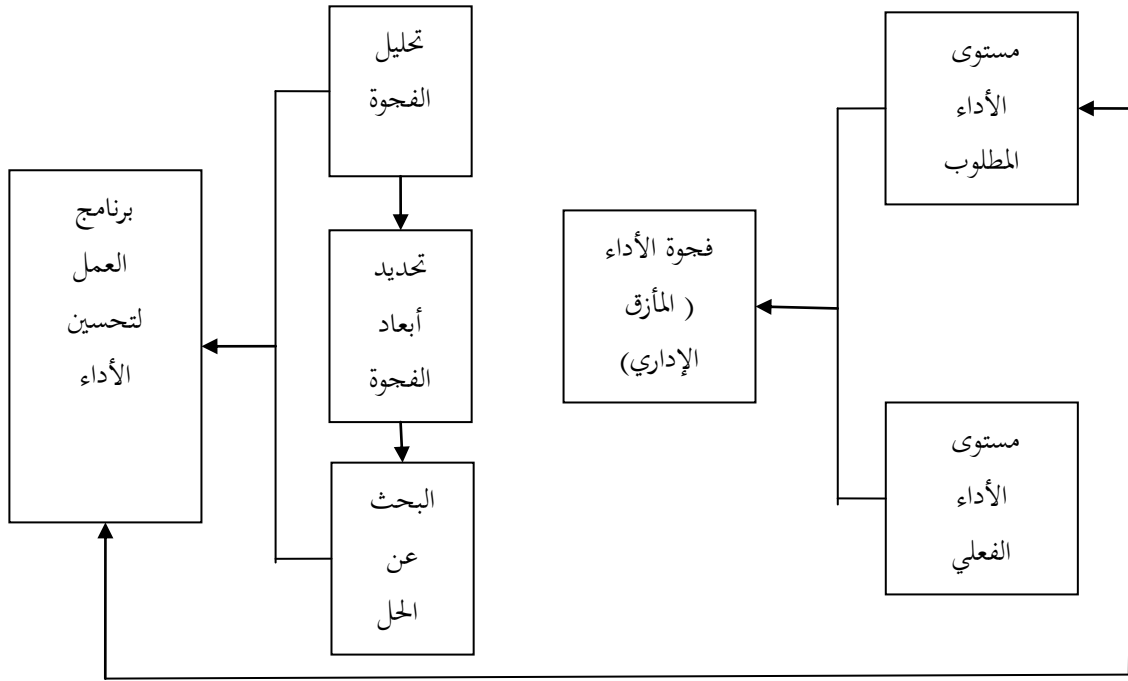 مستوى
الأداء
المطلوب
مستوى
الأداء
الفعلي
فجوة الأداء
( المأزق
الإداري)
تحليل
الفجوة
تحديد
أبعاد
الفجوة
البحث
عن
الحل
برنامج
العمل
لتحسين
الأداء